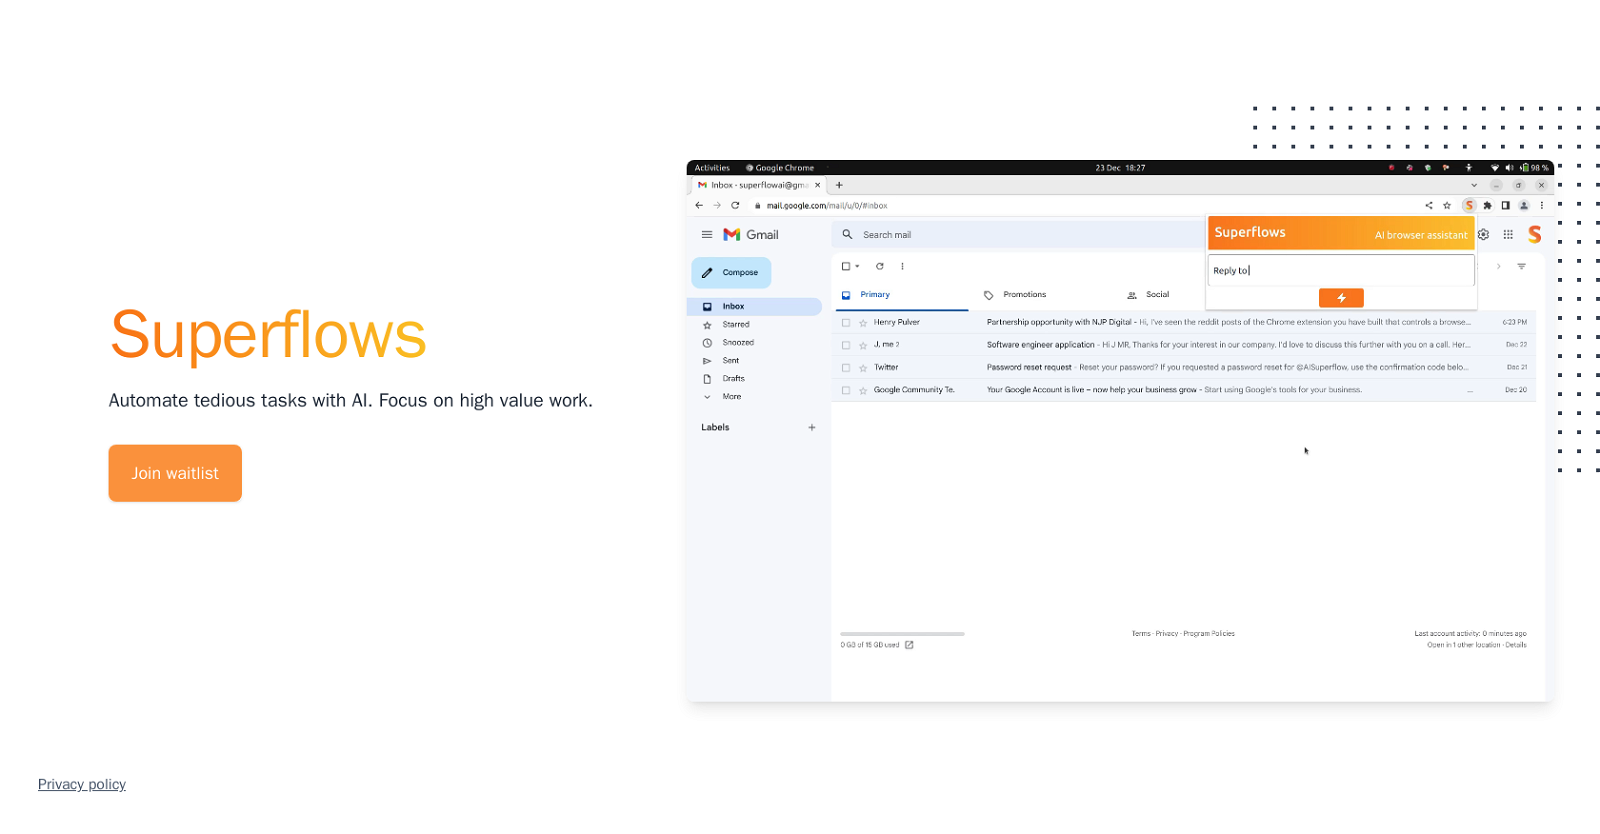 Superflows
Automate tedious tasks with AI. Focus on high value work.
Join waitlist
Privacy policy
Activities Google Chrome 23 Dec 18:27 98 %
Inbox - superflowai@gma
mail.google.com/mail/u/0/#inbox
Gmail Search mail
Superflows AI browser assistant
Reply to
Compose
Primary Promotions Social
Inbox
Starred
Snoozed
Sent
Drafts
More
Labels
Henry Pulver Partnership opportunity with NJP Digital - Hi, I've seen the reddit posts of the Chrome extension you have built that controls a browse... 6:23 PM
J, me 2 Software engineer application - Hi J MR, Thanks for your interest in our company, I'd love to discuss this further with you on a call. Her... Dec 22
Twitter Password reset request - Reset your password? If you requested a password reset for @AISuperflow, use the confirmation code belo... Dec 21
Google Community Te. Your Google Account is live – now help your business grow - Start using Google's tools for your business. ... Dec 20
0 GB of 15 GB used
Terms · Privacy · Program Policies
Last account activity: 0 minutes ago
Open in 1 other location · Details